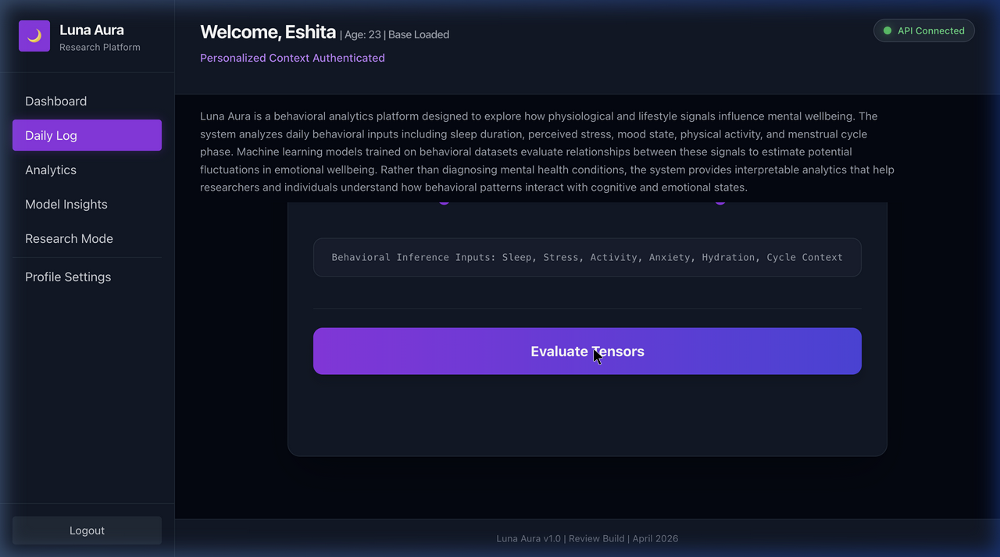 Luna Aura
Research Platform
Dashboard
Daily Log
Analytics
Model Insights
Research Mode
Profile Settings
Logout
Welcome, Eshita | Age: 23 | Base Loaded
Personalized Context Authenticated
API Connected
Luna Aura is a behavioral analytics platform designed to explore how physiological and lifestyle signals influence mental wellbeing. The
system analyzes daily behavioral inputs including sleep duration, perceived stress, mood state, physical activity, and menstrual cycle
phase. Machine learning models trained on behavioral datasets evaluate relationships between these signals to estimate potential
fluctuations in emotional wellbeing. Rather than diagnosing mental health conditions, the system provides interpretable analytics that help
researchers and individuals understand how behavioral patterns interact with cognitive and emotional states.
Behavioral Inference Inputs: Sleep, Stress, Activity, Anxiety, Hydration, Cycle Context
Evaluate Tensors
Luna Aura v1.0 | Review Build | April 2026